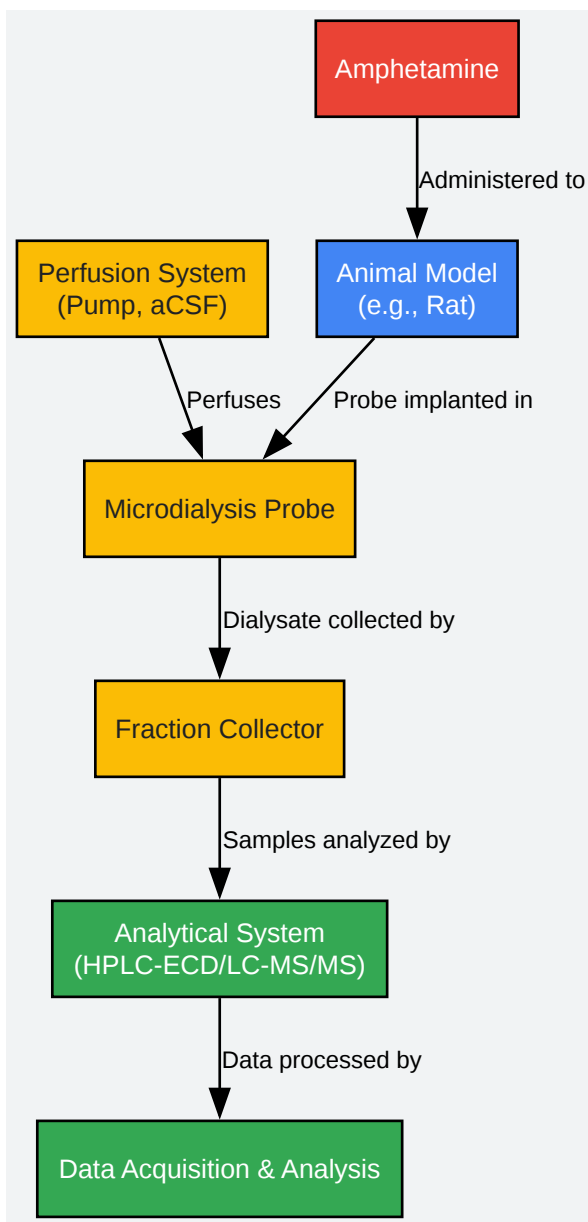 Amphetamine
Administered to
Perfusion System
(Pump, aCSF)
Animal Model
(e.g., Rat)
Perfuses
Probe implanted in
Microdialysis Probe
Dialysate collected by
Fraction Collector
Samples analyzed by
Analytical System
(HPLC-ECD/LC-MS/MS)
Data processed by
Data Acquisition & Analysis